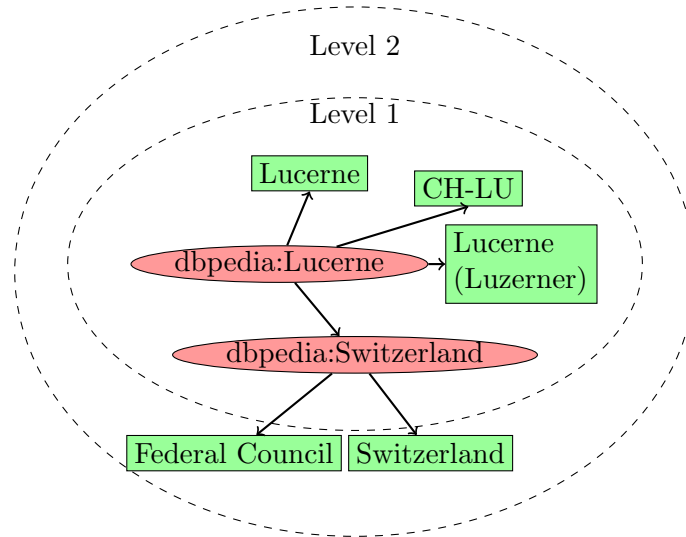 Level 2
Level 1
Lucerne
CH-LU
Lucerne
(Luzerner)
dbpedia:Lucerne
dbpedia:Switzerland
Federal Council
Switzerland